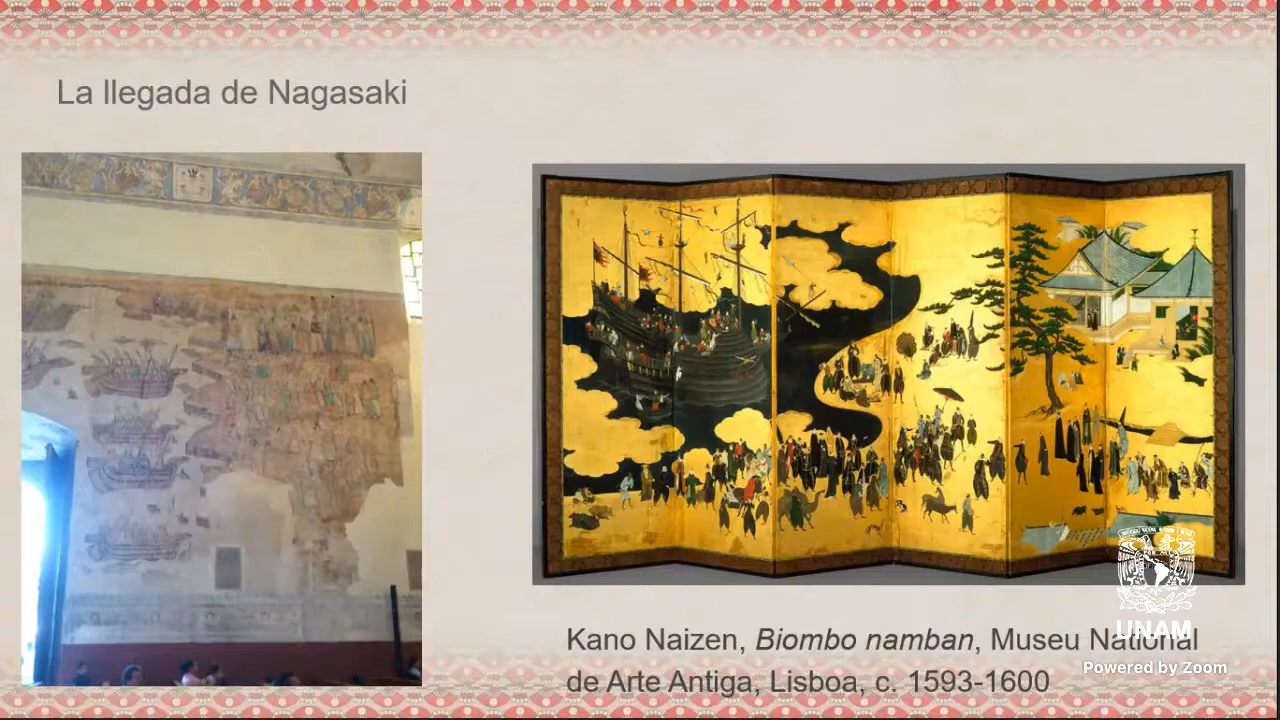 La llegada de Nagasaki
Kano Naizen, Biombo namban, Museu National
de Arte Antiga, Lisboa, c. 1593-1600
UNAM
Powered by Zoom